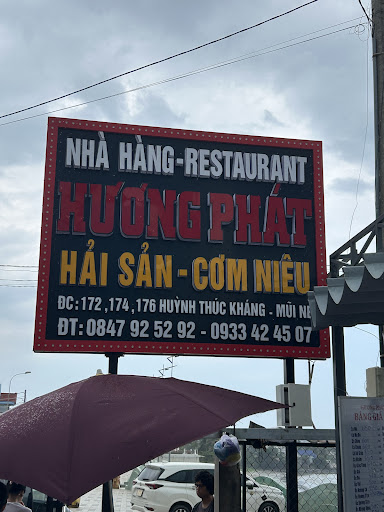 NHÀ HÀNG-RESTAURANT
HƯƠNG PHÁT
HẢI SẢN - CƠM NIÊU
ĐC: 172 ,174 ,176 HUỲNH THÚC KHÁNG - MŨI NÉ
ĐT: 0847 92 52 92 - 0933 42 45 07